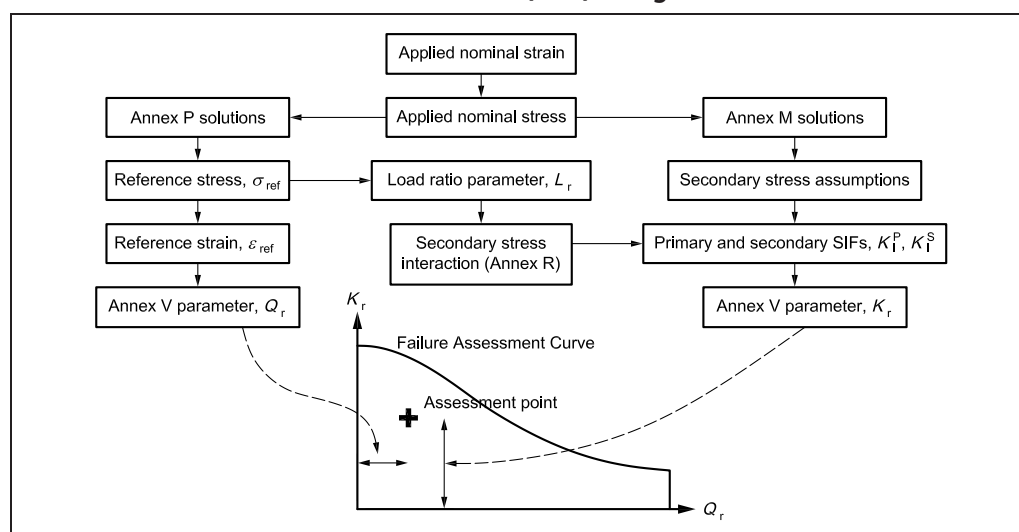 Applied nominal strain
Annex P solutions
Applied nominal stress
Annex M solutions
Reference stress, σref
Load ratio parameter, Lr
Secondary stress assumptions
Reference strain, εref
Secondary stress
interaction (Annex R)
Primary and secondary SIFs, KIP, KIS
Annex V parameter, Qr
Annex V parameter, Kr
Kr
Failure Assessment Curve
Assessment point
Qr